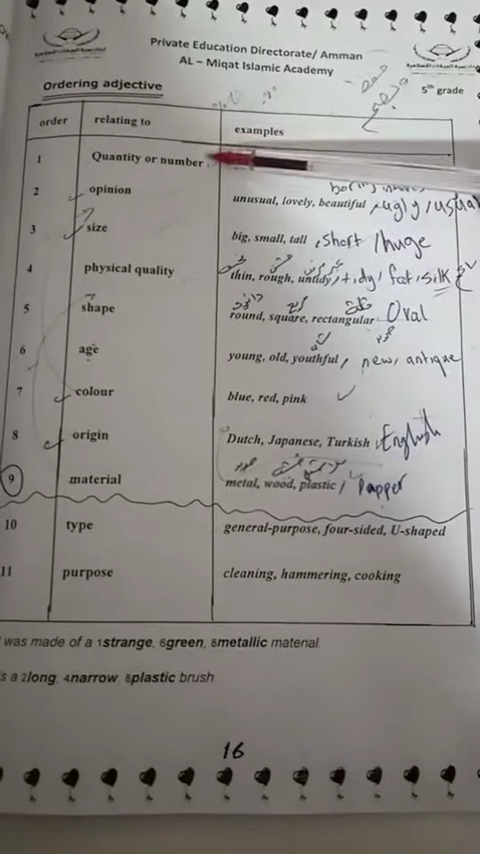 Private Education Directorate/ Amman
AL – Miqat Islamic Academy
5th grade
Ordering adjective
order relating to examples
1 Quantity or number
2 opinion unusual, lovely, beautiful, ugly / usual
3 size big, small, tall, short / huge
4 physical quality thin, rough, untidy / tidy / fat / silk
5 shape round, square, rectangular Oval
6 age young, old, youthful / new, antique
7 colour blue, red, pink
8 origin Dutch, Japanese, Turkish, English
9 material metal, wood, plastic / Papper
10 type general-purpose, four-sided, U-shaped
11 purpose cleaning, hammering, cooking
was made of a 1strange, 6green, 8metallic material
s a 2long, 4narrow, 8plastic brush
16